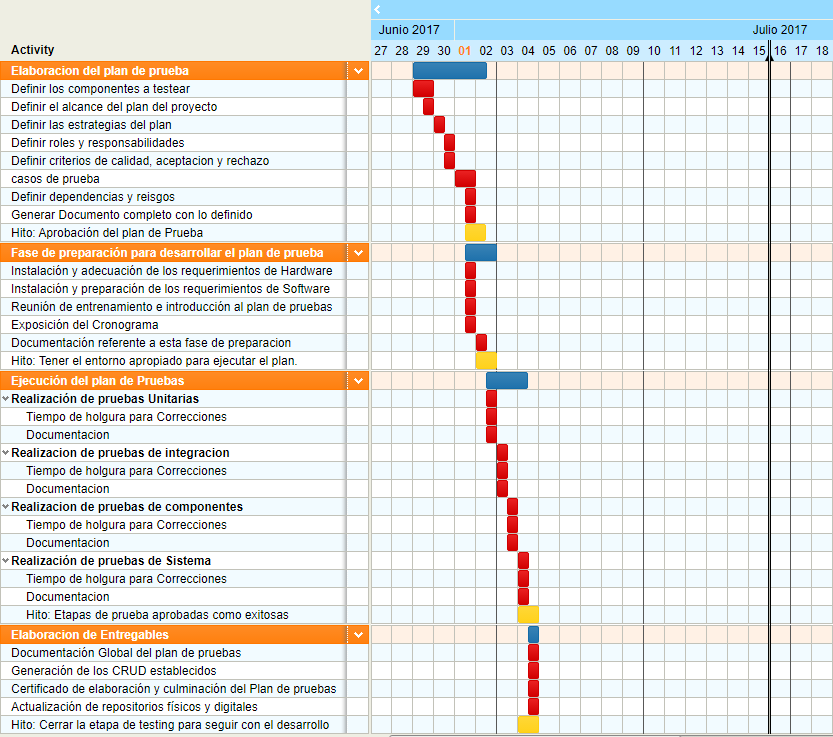 Junio 2017
Julio 2017
Activity
27 28 29 30 01 02 03 04 05 06 07 08 09 10 11 12 13 14 15 16 17 18
Elaboracion del plan de prueba
Definir los componentes a testear
Definir el alcance del plan del proyecto
Definir las estrategias del plan
Definir roles y responsabilidades
Definir criterios de calidad, aceptacion y rechazo
casos de prueba
Definir dependencias y reisgos
Generar Documento completo con lo definido
Hito: Aprobación del plan de Prueba
Fase de preparación para desarrollar el plan de prueba
Instalación y adecuación de los requerimientos de Hardware
Instalación y preparación de los requerimientos de Software
Reunión de entrenamiento e introducción al plan de pruebas
Exposición del Cronograma
Documentación referente a esta fase de preparacion
Hito: Tener el entorno apropiado para ejecutar el plan.
Ejecución del plan de Pruebas
Realización de pruebas Unitarias
Tiempo de holgura para Correcciones
Documentacion
Realizacion de pruebas de integracion
Tiempo de holgura para Correcciones
Documentacion
Realizacion de pruebas de componentes
Tiempo de holgura para Correcciones
Documentacion
Realización de pruebas de Sistema
Tiempo de holgura para Correcciones
Documentacion
Hito: Etapas de prueba aprobadas como exitosas
Elaboracion de Entregables
Documentación Global del plan de pruebas
Generación de los CRUD establecidos
Certificado de elaboración y culminación del Plan de pruebas
Actualización de repositorios físicos y digitales
Hito: Cerrar la etapa de testing para seguir con el desarrollo